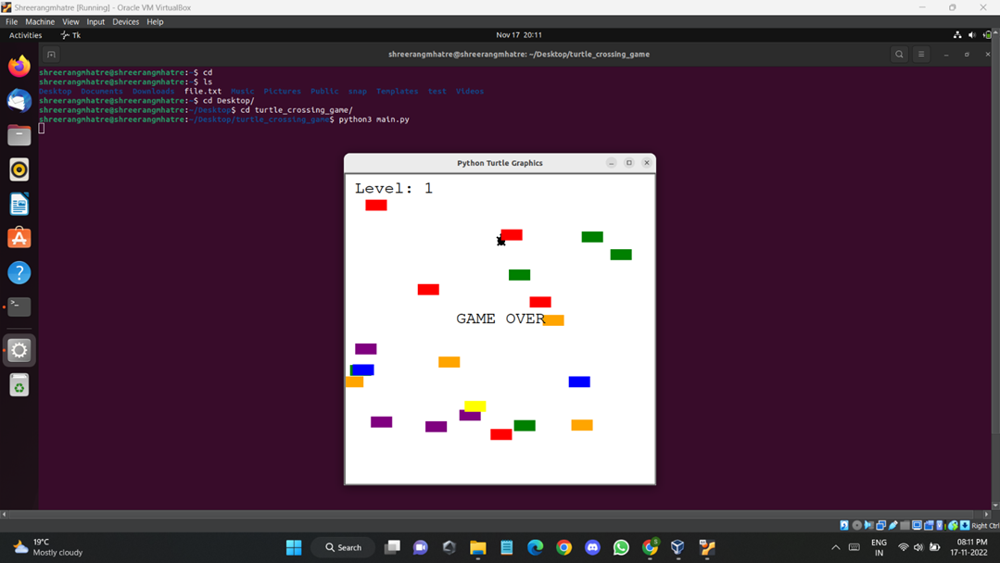 Shreerangmhatre [Running] - Oracle VM VirtualBox
File Machine View Input Devices Help
Activities Tk Nov 17 20:11
shreerangmhatre@shreerangmhatre: ~/Desktop/turtle_crossing_game
shreerangmhatre@shreerangmhatre:~$ cd
shreerangmhatre@shreerangmhatre:~$ ls
Desktop Documents Downloads file.txt Music Pictures Public snap Templates test Videos
shreerangmhatre@shreerangmhatre:~$ cd Desktop/
shreerangmhatre@shreerangmhatre:~/Desktop$ cd turtle_crossing_game/
shreerangmhatre@shreerangmhatre:~/Desktop/turtle_crossing_game$ python3 main.py
Python Turtle Graphics
Level: 1
GAME OVER
Right Ctrl
19°C
Mostly cloudy
Search
5
ENG
IN
08:11 PM
17-11-2022